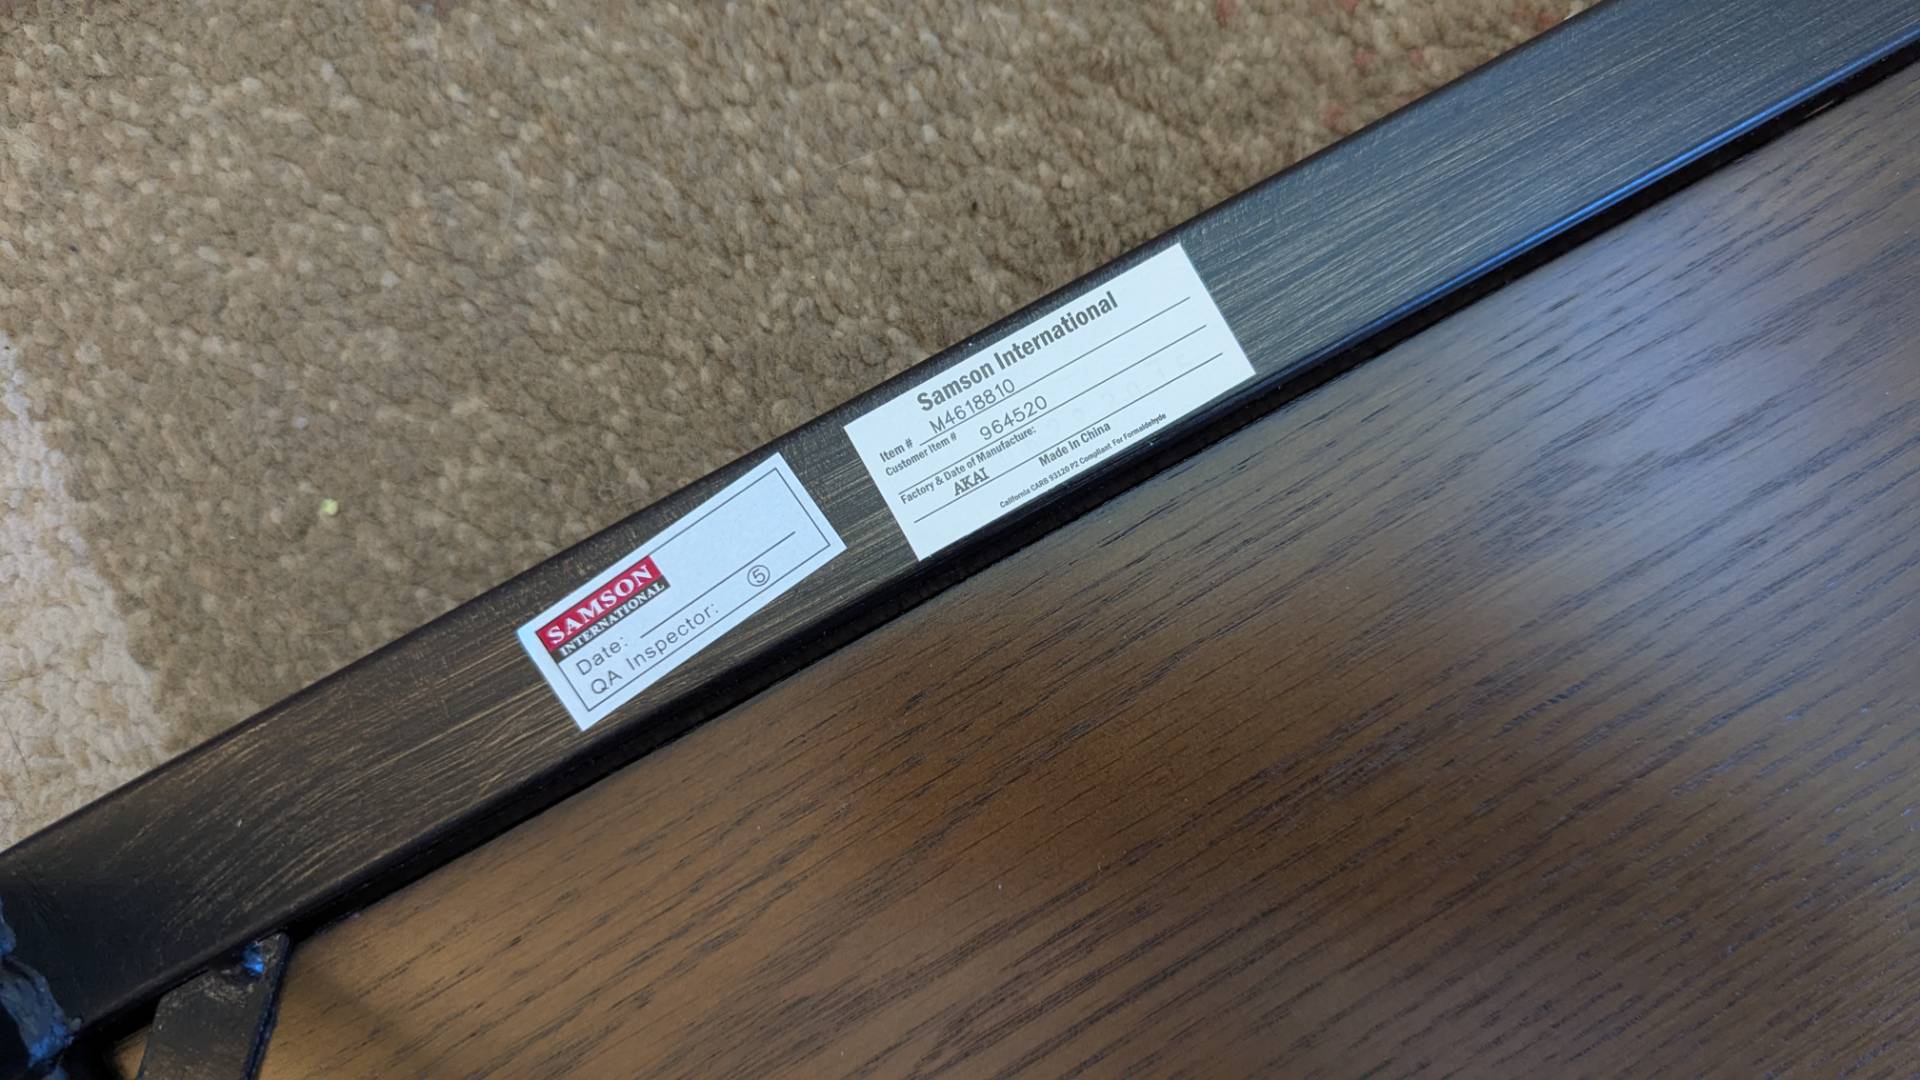 SAMSON
INTERNATIONAL
Date:
QA Inspector: ⑤
Samson International
Item # M4618810
Customer Item # 964520
Factory & Date of Manufacture:
AKAI Made In China
California CARB 93120 P2 Compliant For Formaldehyde